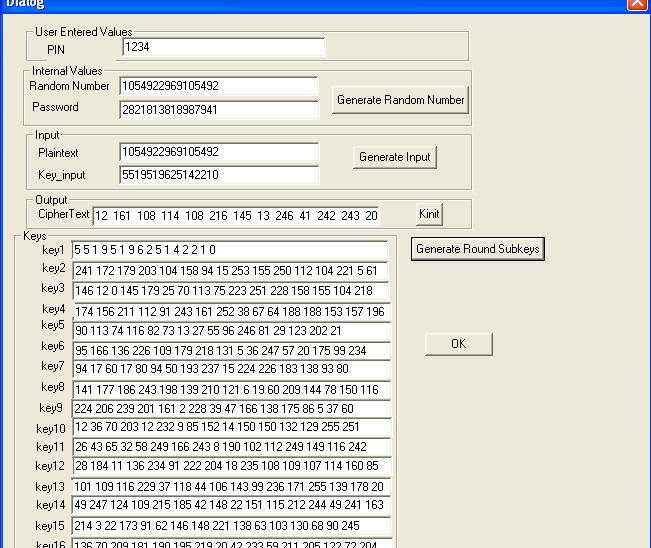 Dialog
User Entered Values
PIN 1234
Internal Values
Random Number 1054922969105492
Password 2821813818987941
Generate Random Number
Input
Plaintext 1054922969105492
Key_input 5519519625142210
Generate Input
Output
CipherText 12 161 108 114 108 216 145 13 246 41 242 243 20
Kinit
Keys
Generate Round Subkeys
key1 5 5 1 9 5 1 9 6 2 5 1 4 2 2 1 0
key2 241 172 179 203 104 158 94 15 253 155 250 112 104 221 5 61
key3 146 12 0 145 179 25 70 113 75 223 251 228 158 155 104 218
key4 174 156 211 112 91 243 161 252 38 67 64 188 188 153 157 196
key5 90 113 74 116 82 73 13 27 55 96 246 81 29 123 202 21
key6 95 166 136 226 109 179 218 131 5 36 247 57 20 175 99 234
key7 94 17 60 17 80 94 50 193 237 15 224 226 183 138 93 80
key8 141 177 186 243 198 139 210 121 6 19 60 209 144 78 150 116
key9 224 206 239 201 161 2 228 39 47 166 138 175 86 5 37 60
key10 12 36 70 203 12 232 9 85 152 14 150 150 132 129 255 251
key11 26 43 65 32 58 249 166 243 8 190 102 112 249 149 116 242
key12 28 184 11 136 234 91 222 204 18 235 108 109 107 114 160 85
key13 101 109 116 229 37 118 44 106 143 99 236 171 255 139 178 20
key14 49 247 124 109 215 185 42 148 22 151 115 212 244 49 241 163
key15 214 3 22 173 91 62 146 148 221 138 63 103 130 68 90 245
key16 136 70 209 181 190 195 219 20 42 233 59 211 205 122 72 204
OK